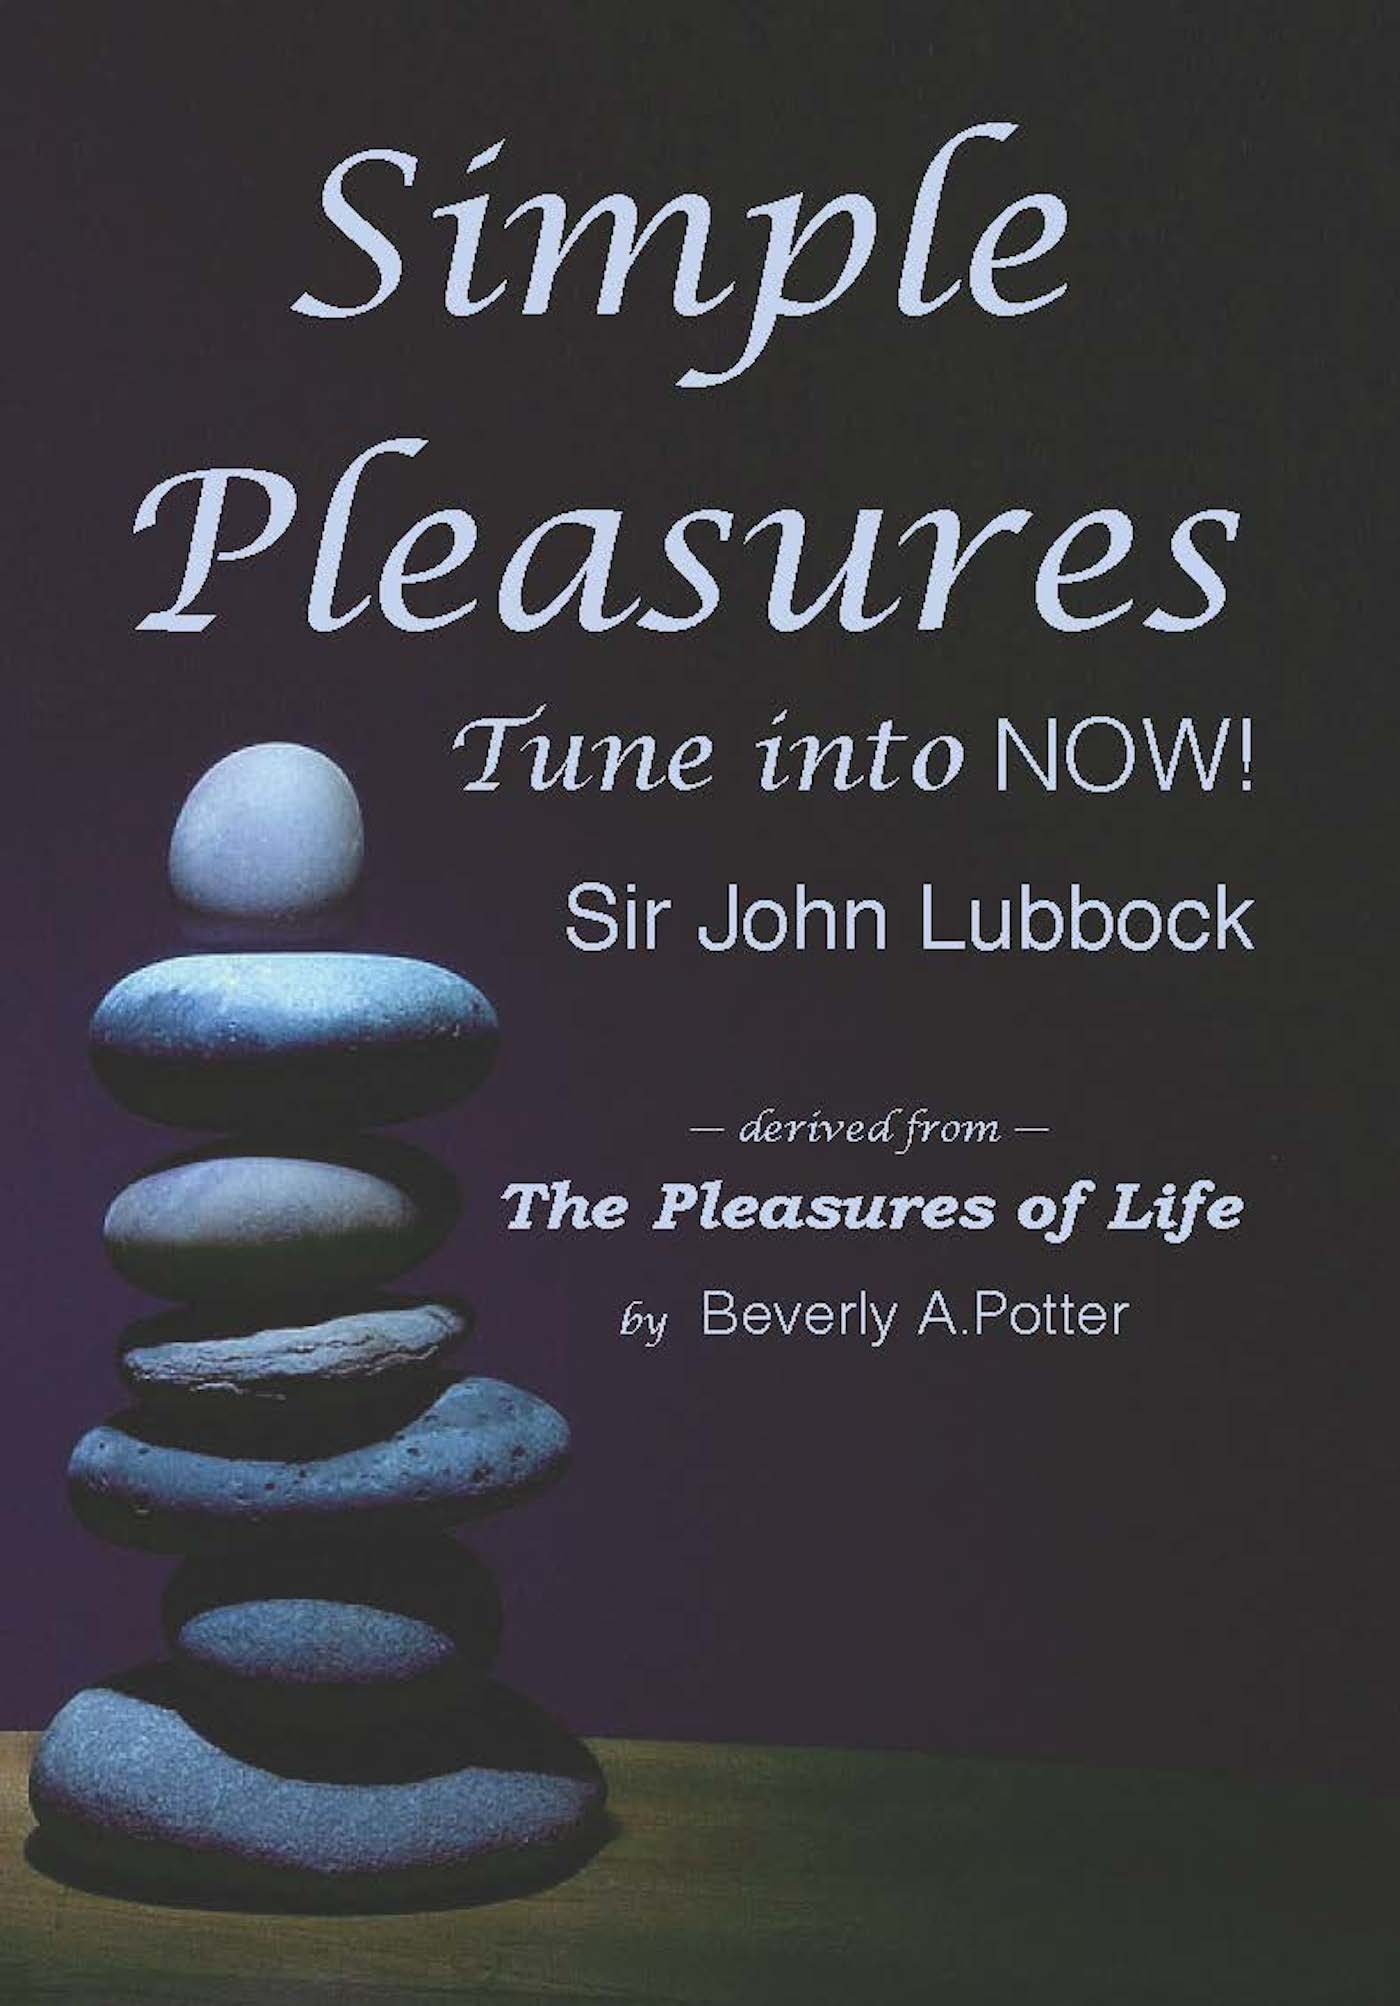 Simple
Pleasures
Tune into NOW!
Sir John Lubbock
— derived from —
The Pleasures of Life
by Beverly A.Potter